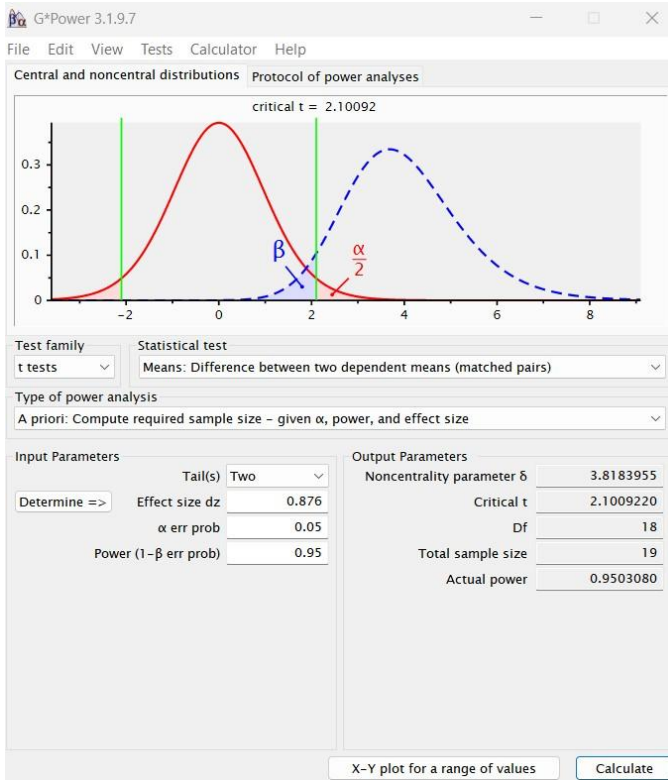 βα G*Power 3.1.9.7
File Edit View Tests Calculator Help
Central and noncentral distributions Protocol of power analyses
critical t = 2.10092
0.3
0.2
0.1
0
β
α
2
−2 0 2 4 6 8
Test family Statistical test
t tests Means: Difference between two dependent means (matched pairs)
Type of power analysis
A priori: Compute required sample size – given α, power, and effect size
Input Parameters Output Parameters
Tail(s) Two Noncentrality parameter δ 3.8183955
Determine => Effect size dz 0.876 Critical t 2.1009220
α err prob 0.05 Df 18
Power (1-β err prob) 0.95 Total sample size 19
Actual power 0.9503080
X-Y plot for a range of values Calculate